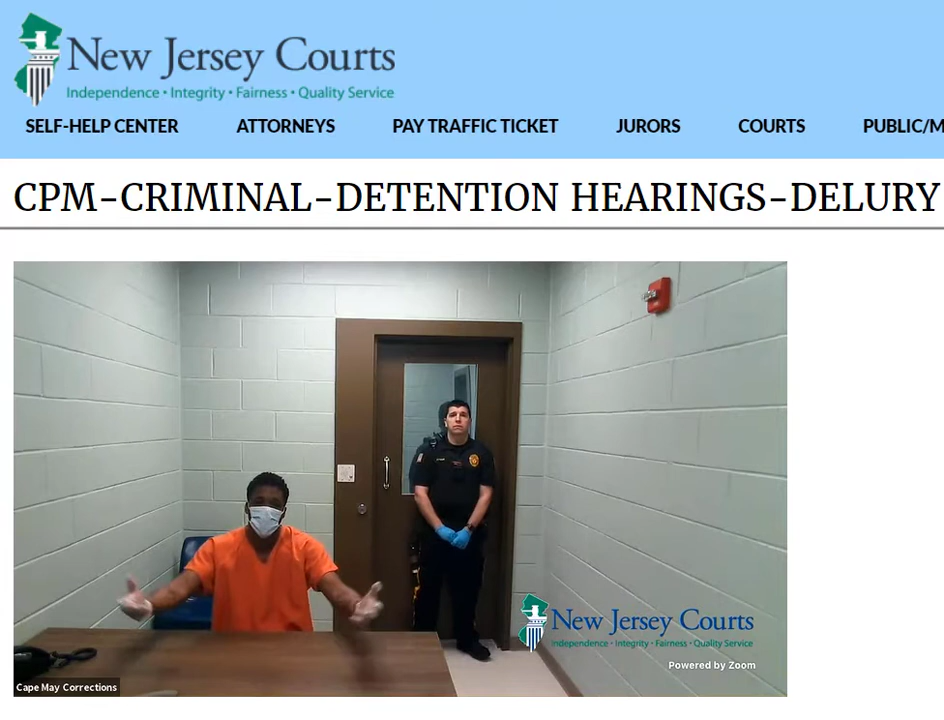 New Jersey Courts
Independence • Integrity • Fairness • Quality Service
SELF-HELP CENTER ATTORNEYS PAY TRAFFIC TICKET JURORS COURTS PUBLIC/M
CPM-CRIMINAL-DETENTION HEARINGS-DELURY
New Jersey Courts
Independence • Integrity • Fairness • Quality Service
Powered by Zoom
Cape May Corrections